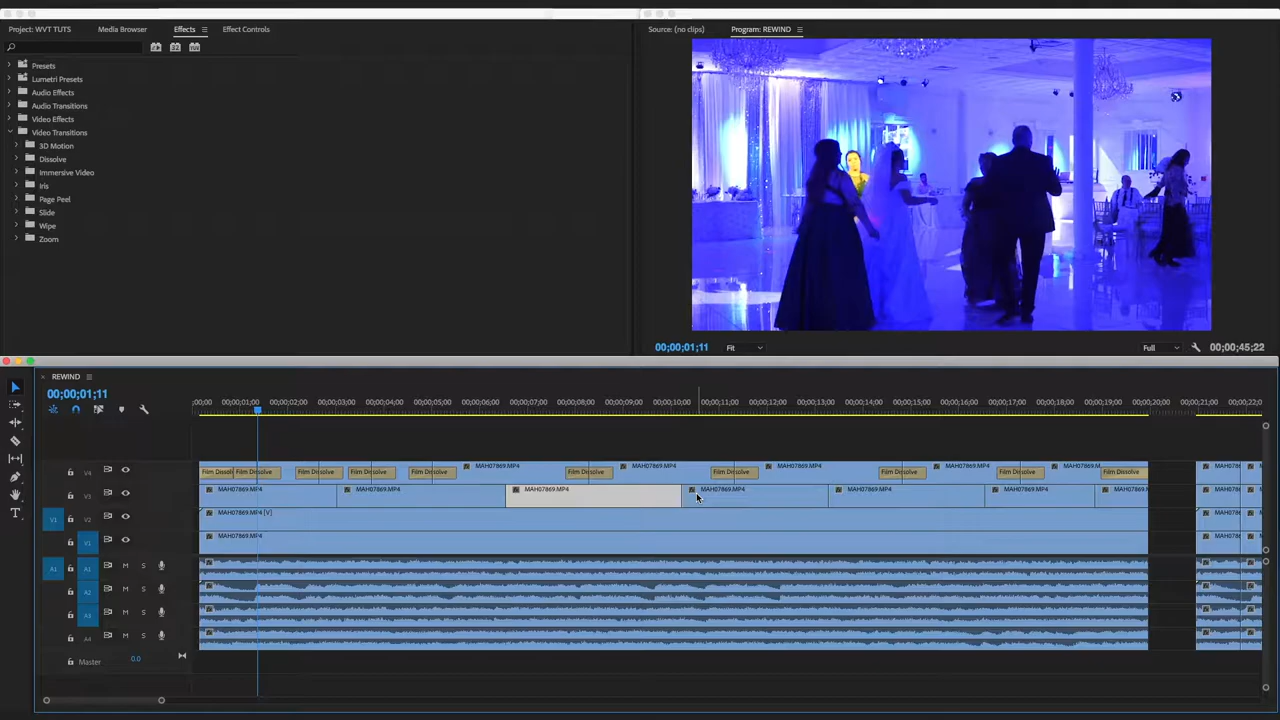 Project: WVT TUTS Media Browser Effects Effect Controls
Source: (no clips) Program: REWIND
Presets
Lumetri Presets
Audio Effects
Audio Transitions
Video Effects
Video Transitions
3D Motion
Dissolve
Immersive Video
Iris
Page Peel
Slide
Wipe
Zoom
00;00;01;11 Fit Full 00;00;45;22
REWIND
00;00;01;11
;00;00 00;00;01;00 00;00;02;00 00;00;03;00 00;00;04;00 00;00;05;00 00;00;06;00 00;00;07;00 00;00;08;00 00;00;09;00 00;00;10;00 00;00;11;00 00;00;12;00 00;00;13;00 00;00;14;00 00;00;15;00 00;00;16;00 00;00;17;00 00;00;18;00 00;00;19;00 00;00;20;00 00;00;21;00 00;00;22;0
V4 Film Dissol Film Dissolve Film Dissolve Film Dissolve Film Dissolve MAH07869.MP4 Film Dissolve MAH07869.MP4 Film Dissolve MAH07869.MP4 Film Dissolve MAH07869.MP4 Film Dissolve MAH07869.MP4 Film Dissolve MAH
V3 MAH07869.MP4 MAH07869.MP4 MAH07869.MP4 MAH07869.MP4 MAH07869.MP4 MAH07869.MP4 MAH07869.M MAH
V1 V2 MAH07869.MP4 [V] MAH
V1 MAH07869.MP4 MAH
A1 A1 M S
A2 M S
A3 M S
A4 M S
Master 0.0